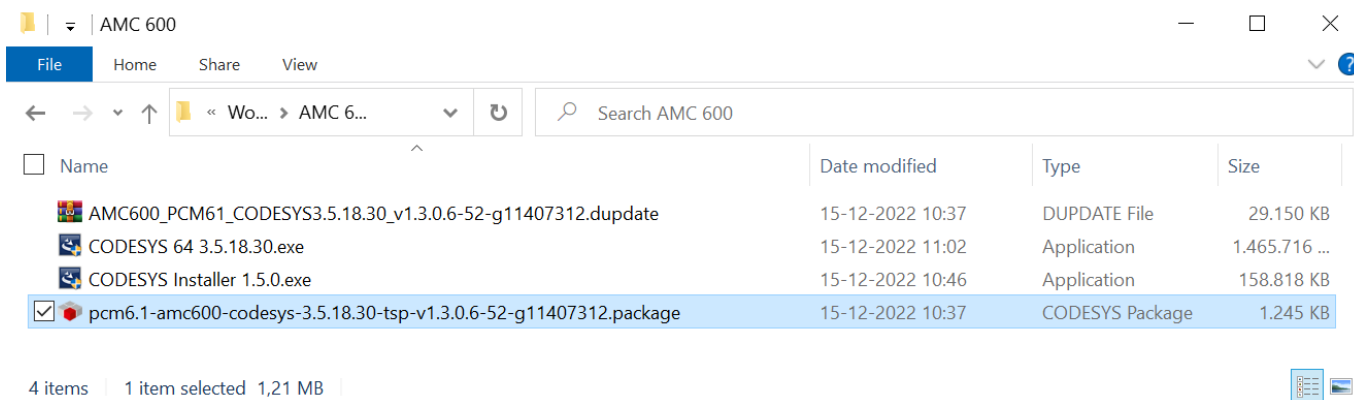 AMC 600
File Home Share View
« Wo... > AMC 6... Search AMC 600
Name Date modified Type Size
AMC600_PCM61_CODESYS3.5.18.30_v1.3.0.6-52-g11407312.dupdate 15-12-2022 10:37 DUPDATE File 29.150 KB
CODESYS 64 3.5.18.30.exe 15-12-2022 11:02 Application 1.465.716 ...
CODESYS Installer 1.5.0.exe 15-12-2022 10:46 Application 158.818 KB
pcm6.1-amc600-codesys-3.5.18.30-tsp-v1.3.0.6-52-g11407312.package 15-12-2022 10:37 CODESYS Package 1.245 KB
4 items 1 item selected 1,21 MB